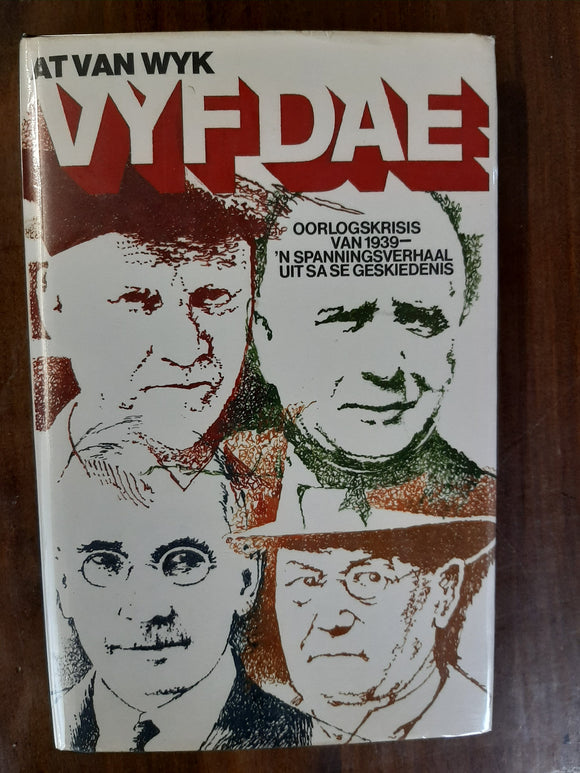 AT VAN WYK
VYF DAE
OORLOGSKRISIS
VAN 1939—
'N SPANNINGSVERHAAL
UIT SA SE GESKIEDENIS